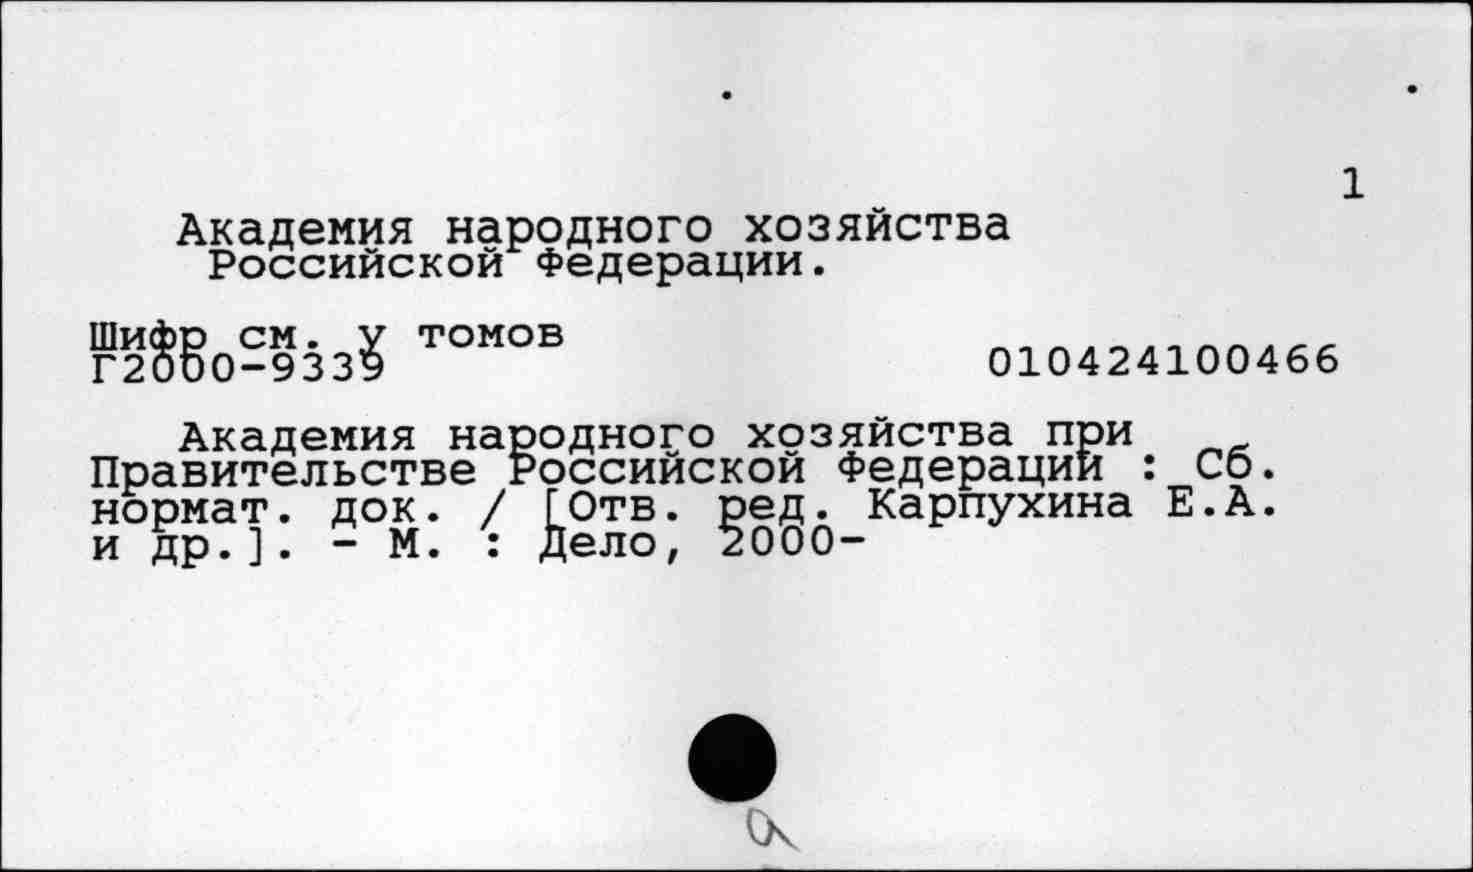 1
Академия народного хозяйства
Российской Федерации.
Шифр см. у томов
Г2000-9339
010424100466
Академия народного хозяйства при
Правительстве Российской Федерации : Сб.
нормат. док. / [Отв. ред. Карпухина Е.А.
и др.]. - М. : Дело, 2000-